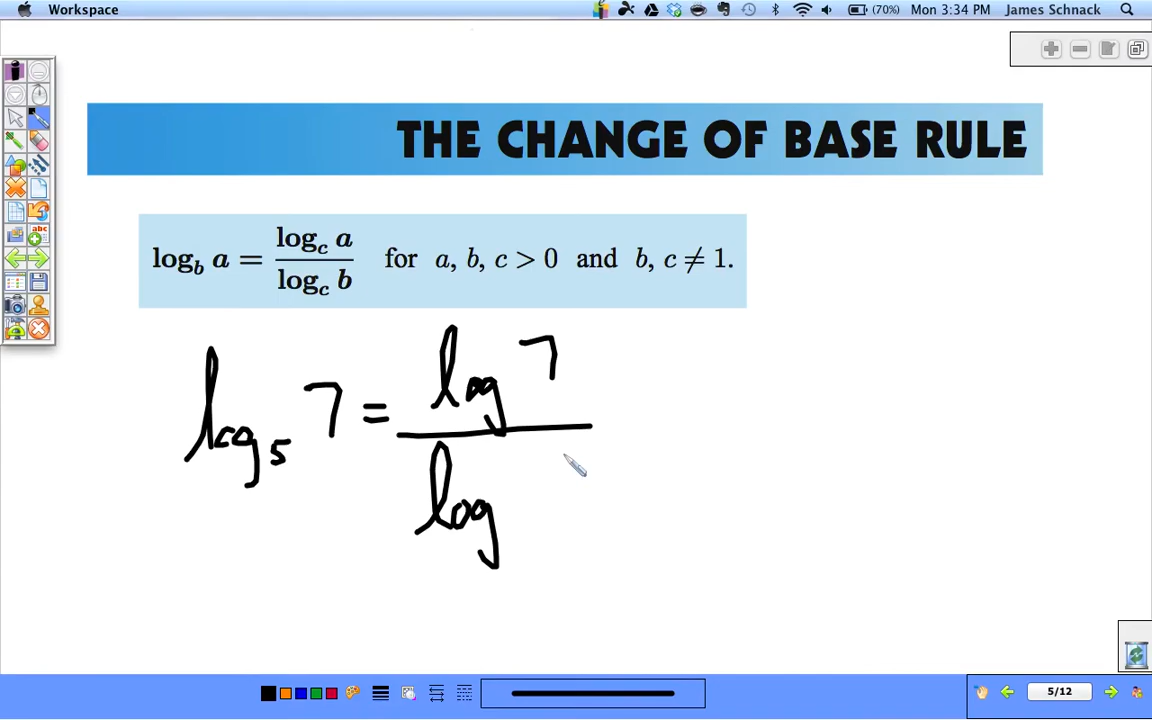 Workspace
(70%) Mon 3:34 PM James Schnack
THE CHANGE OF BASE RULE
log_b a = log_c a / log_c b for a, b, c > 0 and b, c ≠ 1.
log_5 7 = log 7 / log
abc
5/12